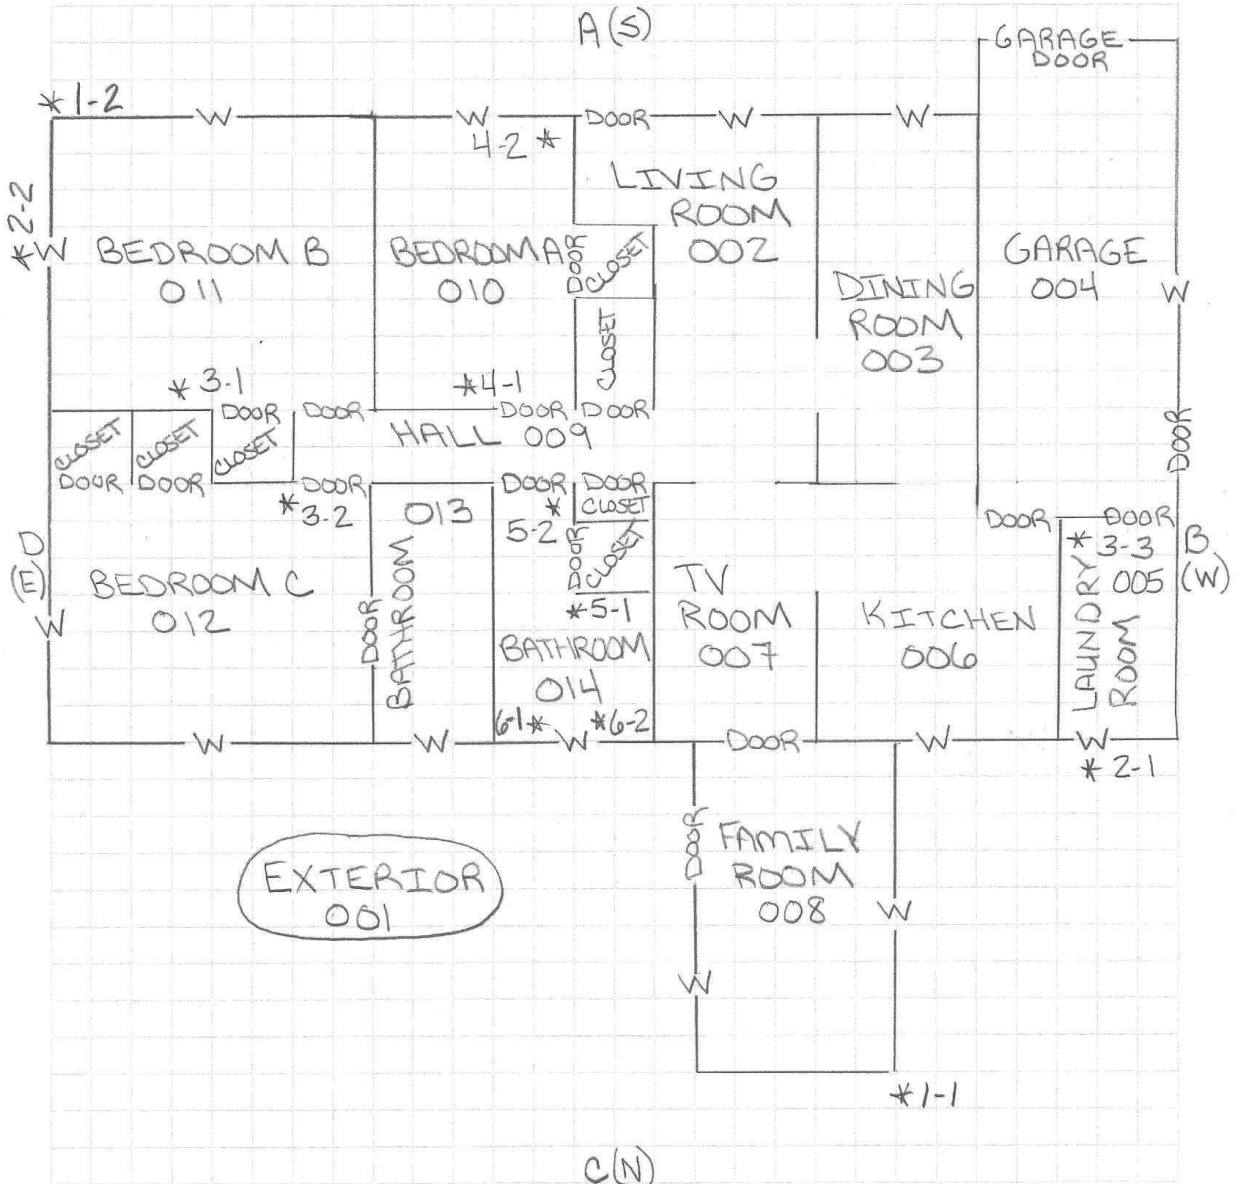 A (S)
GARAGE
DOOR
* 1-2
W
W
DOOR
W
W
4-2 *
* 2-2
W
LIVING
ROOM
002
BEDROOM B
011
BEDROOM A
010
DOOR
CLOSET
CLOSET
DINING
ROOM
003
GARAGE
004
W
* 3-1
* 4-1
DOOR
DOOR
DOOR
DOOR
HALL 009
DOOR
CLOSET
CLOSET
CLOSET
DOOR
DOOR
DOOR
* 3-2
013
DOOR
DOOR
*
5-2
CLOSET
DOOR
CLOSET
DOOR
DOOR
* 3-3
005
LAUNDRY
ROOM
B
(W)
D
(E)
W
BEDROOM C
012
DOOR
BATHROOM
* 5-1
BATHROOM
014
TV
ROOM
007
KITCHEN
006
6-1 *
* 6-2
W
W
W
DOOR
W
W
* 2-1
EXTERIOR
001
DOOR
FAMILY
ROOM
008
W
W
* 1-1
C (N)